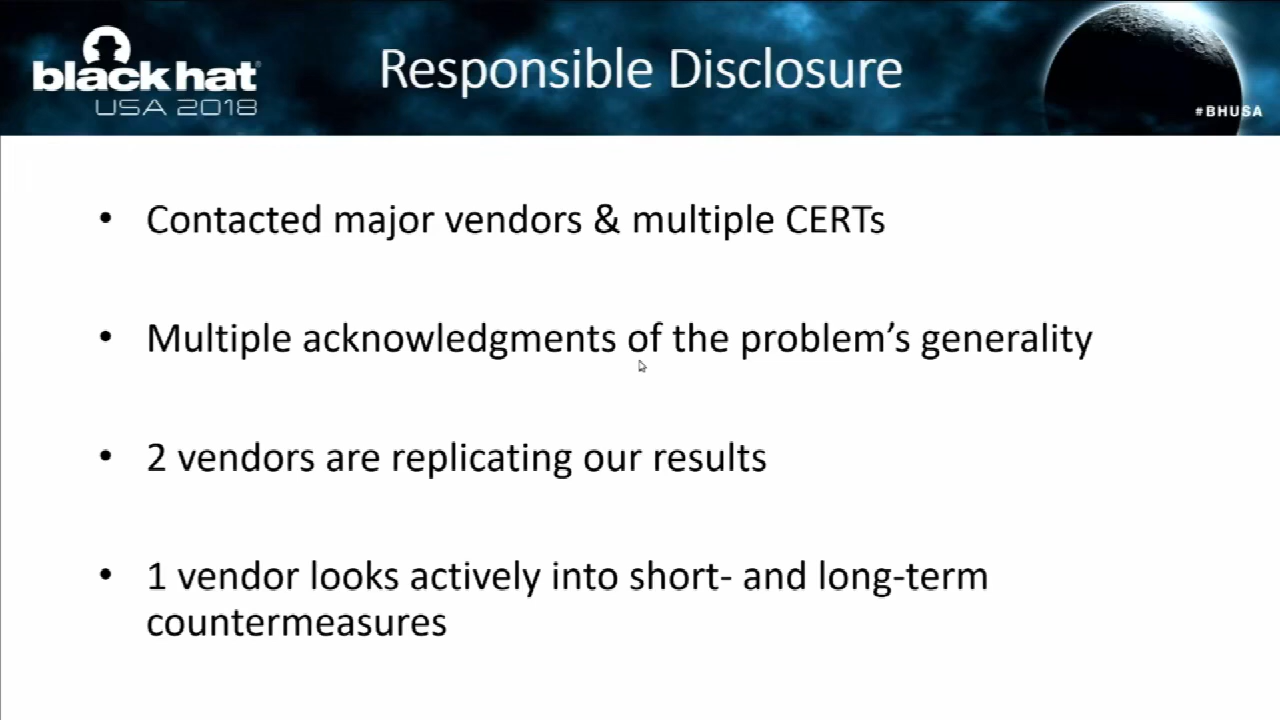 black hat
USA 2018
Responsible Disclosure
#BHUSA
• Contacted major vendors & multiple CERTs
• Multiple acknowledgments of the problem’s generality
• 2 vendors are replicating our results
• 1 vendor looks actively into short- and long-term
countermeasures